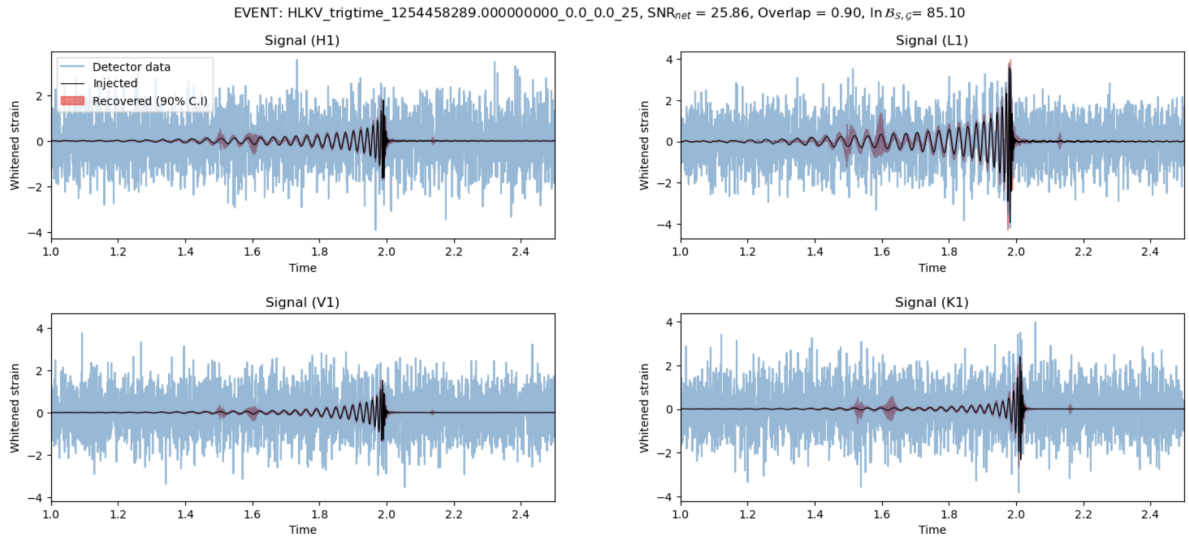 EVENT: HLKV_trigtime_1254458289.000000000_0.0_0.0_25, SNR_net = 25.86, Overlap = 0.90, ln 𝓑_𝒮,𝒢= 85.10
Signal (H1)
Detector data
Injected
Recovered (90% C.I)
Whitened strain
2
0
−2
−4
1.0 1.2 1.4 1.6 1.8 2.0 2.2 2.4
Time
Signal (L1)
Whitened strain
4
2
0
−2
−4
1.0 1.2 1.4 1.6 1.8 2.0 2.2 2.4
Time
Signal (V1)
Whitened strain
4
2
0
−2
−4
1.0 1.2 1.4 1.6 1.8 2.0 2.2 2.4
Time
Signal (K1)
Whitened strain
4
2
0
−2
−4
1.0 1.2 1.4 1.6 1.8 2.0 2.2 2.4
Time